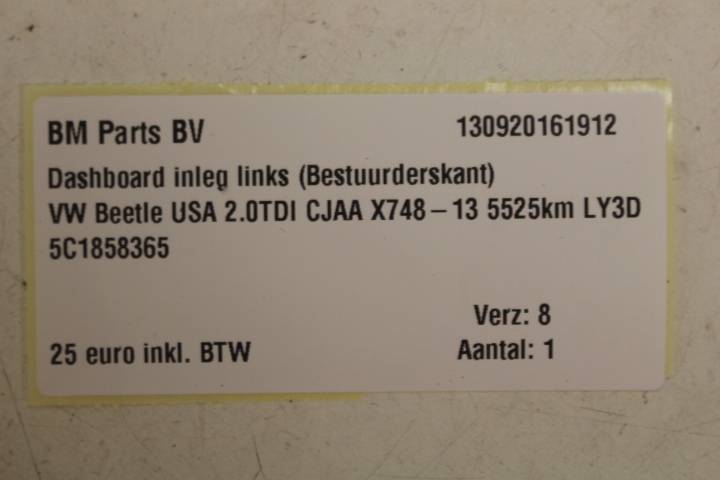 BM Parts BV 130920161912
Dashboard inleg links (Bestuurderskant)
VW Beetle USA 2.0TDI CJAA X748 – 13 5525km LY3D
5C1858365
Verz: 8
25 euro inkl. BTW Aantal: 1